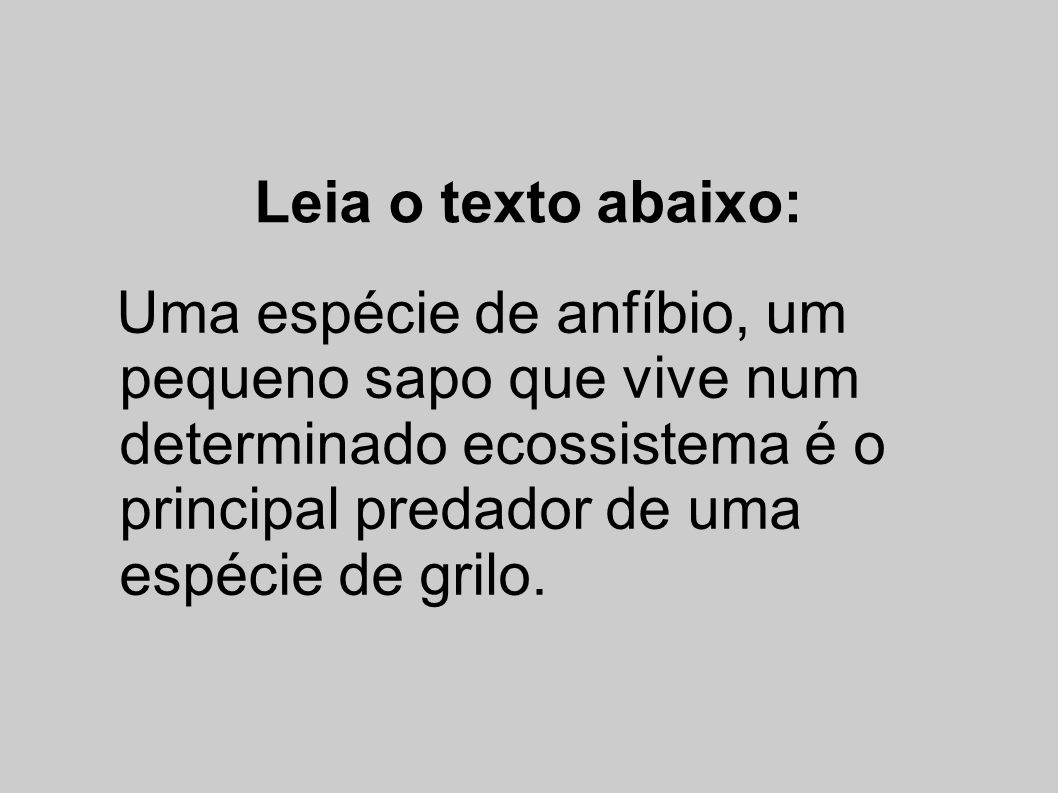 Leia o texto abaixo:
Uma espécie de anfíbio, um
pequeno sapo que vive num
determinado ecossistema é o
principal predador de uma
espécie de grilo.